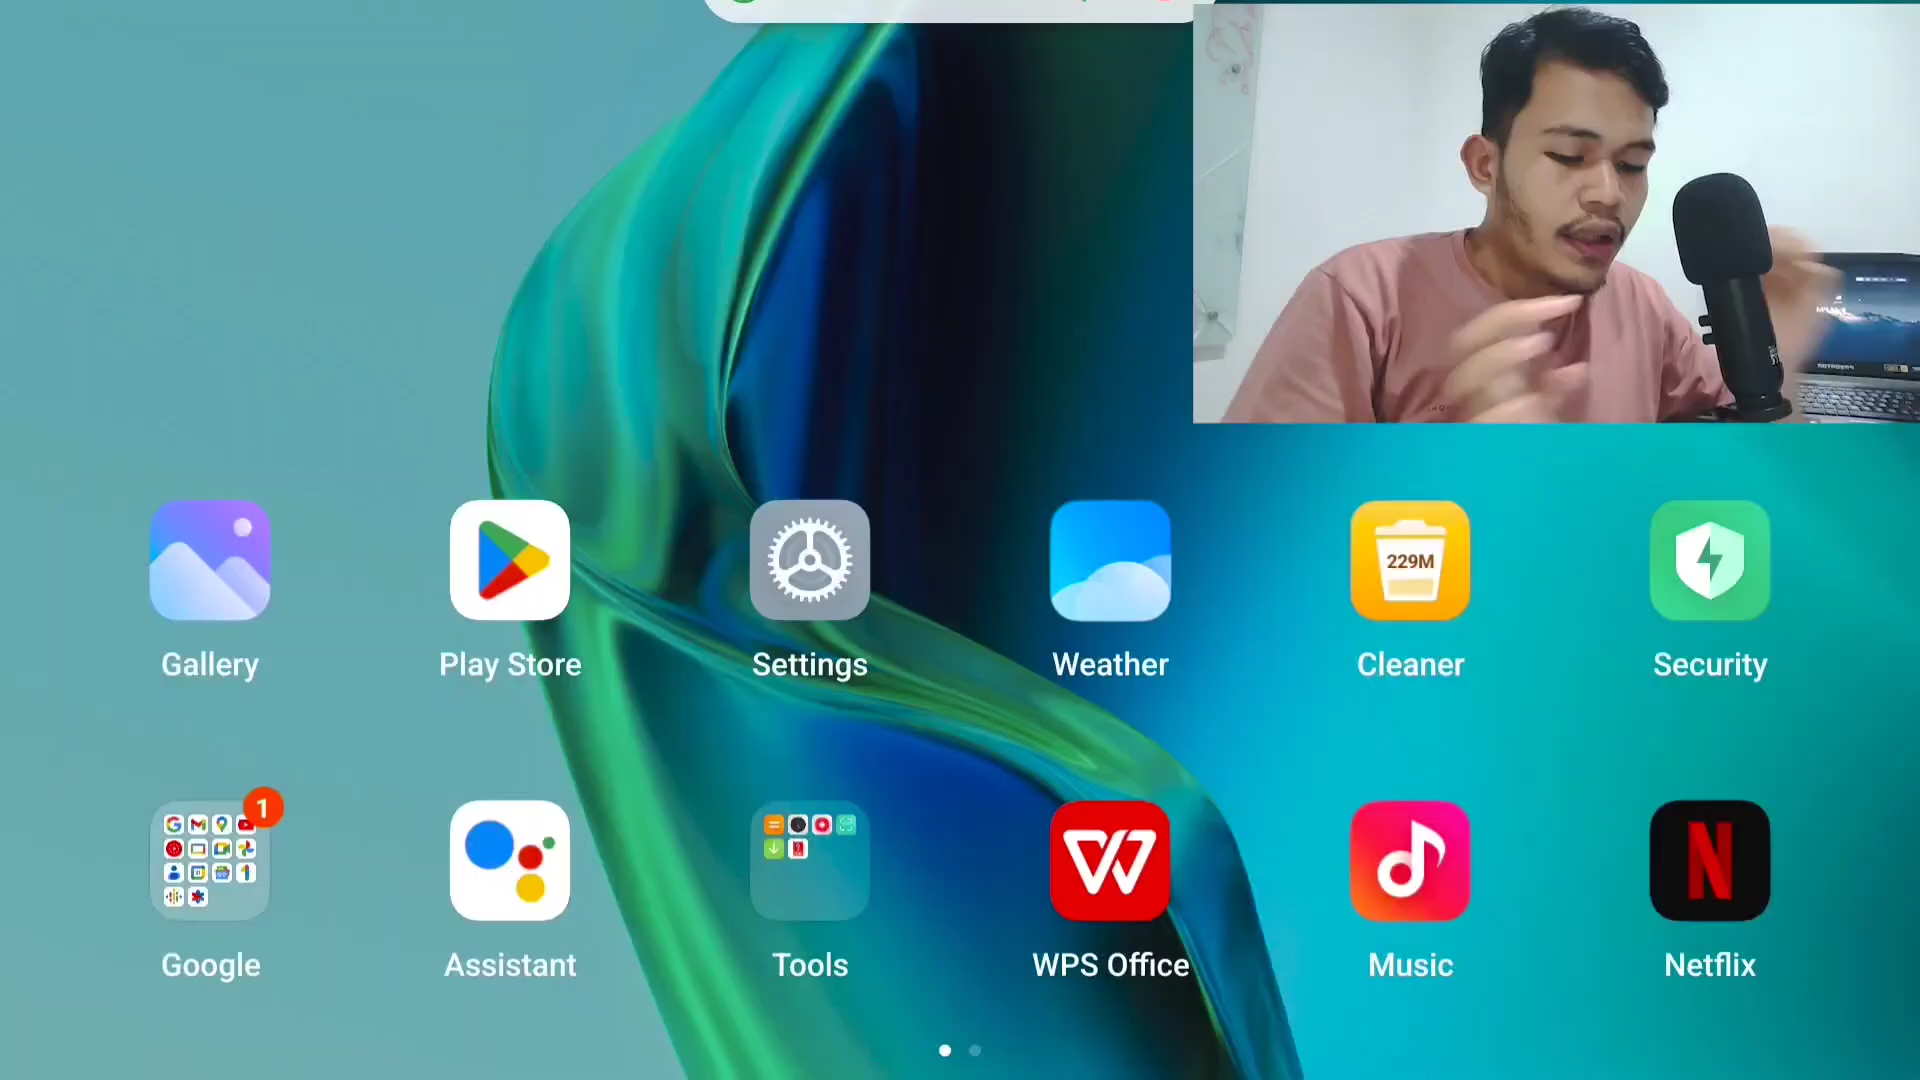 229M
Gallery
Play Store
Settings
Weather
Cleaner
Security
1
Google
Assistant
Tools
WPS Office
Music
Netflix